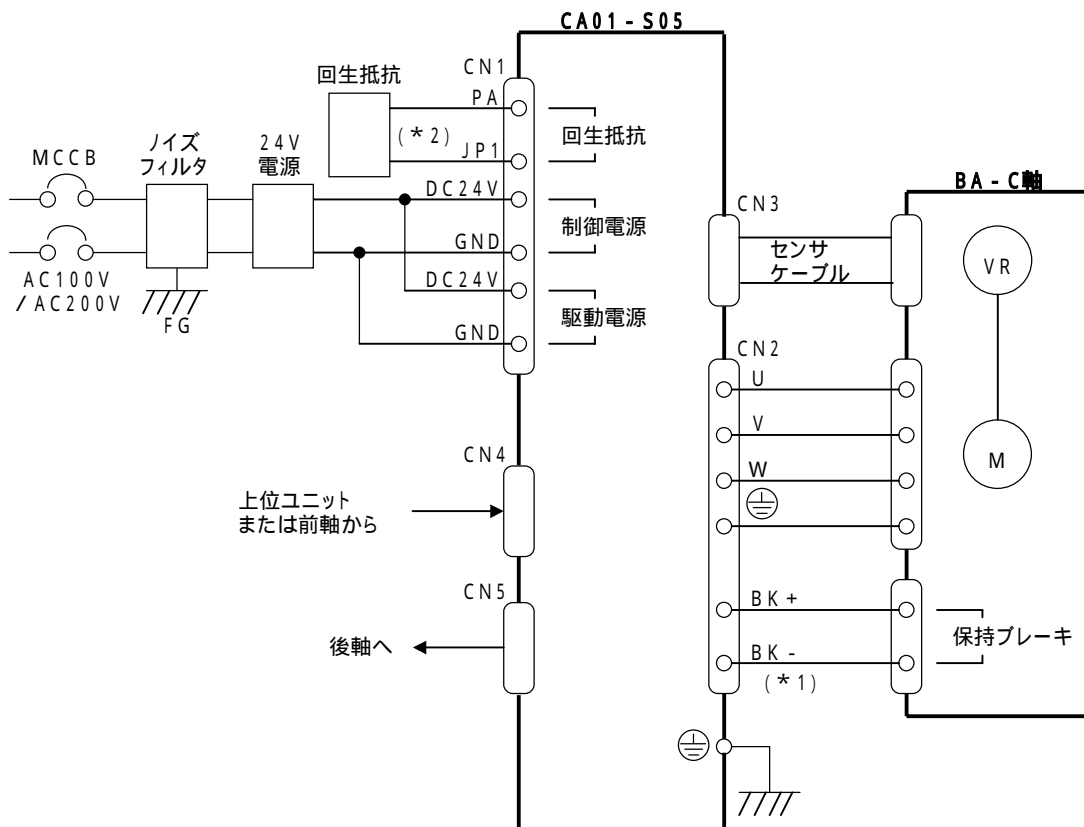 CA01-S05
CN1
回生抵抗
PA
(*2)
JP1
回生抵抗
MCCB
ノイズ
フィルタ
24V
電源
DC24V
制御電源
GND
AC100V
/AC200V
FG
DC24V
駆動電源
GND
CN4
上位ユニット
または前軸から
CN5
後軸へ
BA-C軸
CN3
センサ
ケーブル
VR
CN2
U
V
W
M
BK+
保持ブレーキ
BK-
(*1)